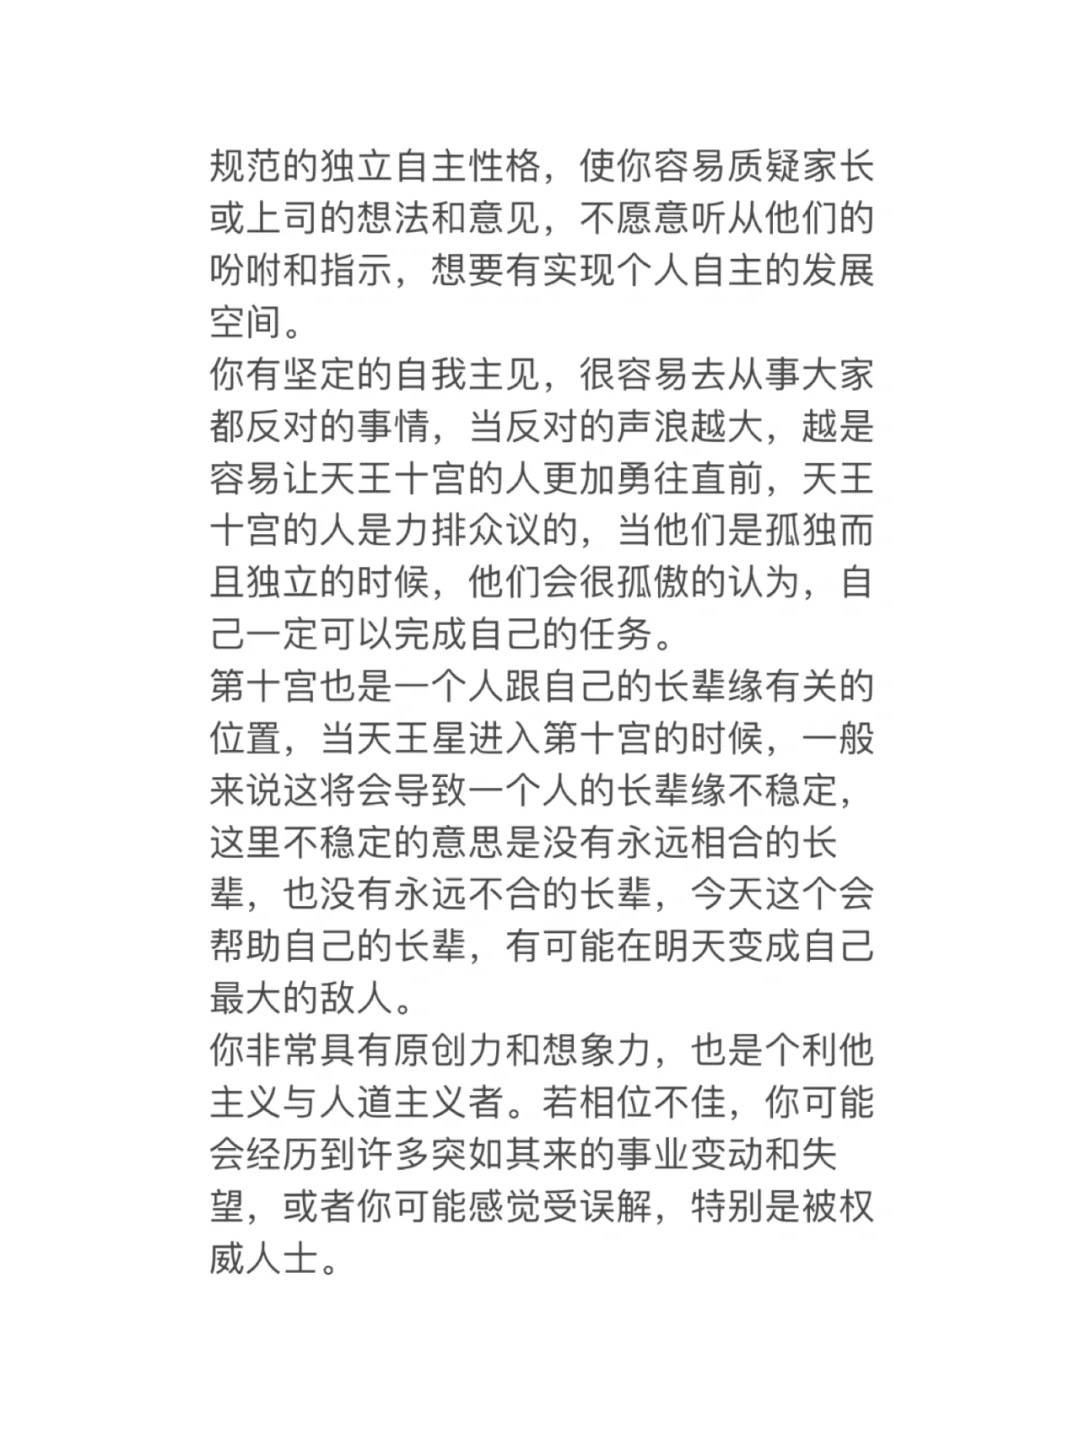 规范的独立自主性格，使你容易质疑家长
或上司的想法和意见，不愿意听从他们的
吩咐和指示，想要有实现个人自主的发展
空间。
你有坚定的自我主见，很容易去从事大家
都反对的事情，当反对的声浪越大，越是
容易让天王十宫的人更加勇往直前，天王
十宫的人是力排众议的，当他们是孤独而
且独立的时候，他们会很孤傲的认为，自
己一定可以完成自己的任务。
第十宫也是一个人跟自己的长辈缘有关的
位置，当天王星进入第十宫的时候，一般
来说这将会导致一个人的长辈缘不稳定，
这里不稳定的意思是没有永远相合的长
辈，也没有永远不合的长辈，今天这个会
帮助自己的长辈，有可能在明天变成自己
最大的敌人。
你非常具有原创力和想象力，也是个利他
主义与人道主义者。若相位不佳，你可能
会经历到许多突如其来的事业变动和失
望，或者你可能感觉受误解，特别是被权
威人士。